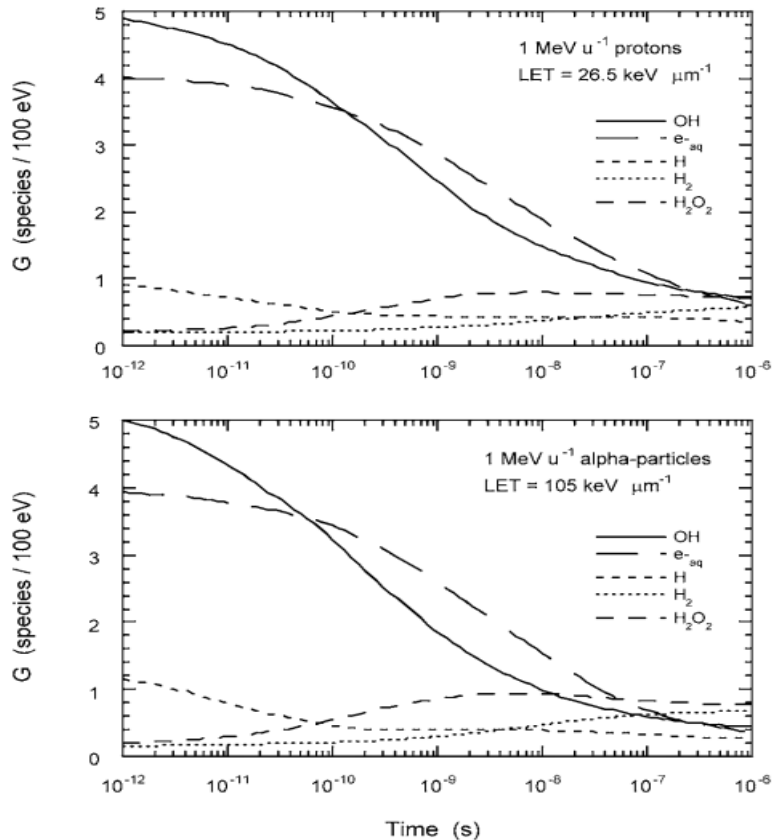 5
1 MeV u⁻¹ protons
LET = 26.5 keV μm⁻¹
4
OH
e-aq
3
H
H₂
H₂O₂
2
1
0
G (species / 100 eV)
10⁻¹² 10⁻¹¹ 10⁻¹⁰ 10⁻⁹ 10⁻⁸ 10⁻⁷ 10⁻⁶
5
1 MeV u⁻¹ alpha-particles
LET = 105 keV μm⁻¹
4
OH
e-aq
3
H
H₂
H₂O₂
2
1
0
G (species / 100 eV)
10⁻¹² 10⁻¹¹ 10⁻¹⁰ 10⁻⁹ 10⁻⁸ 10⁻⁷ 10⁻⁶
Time (s)